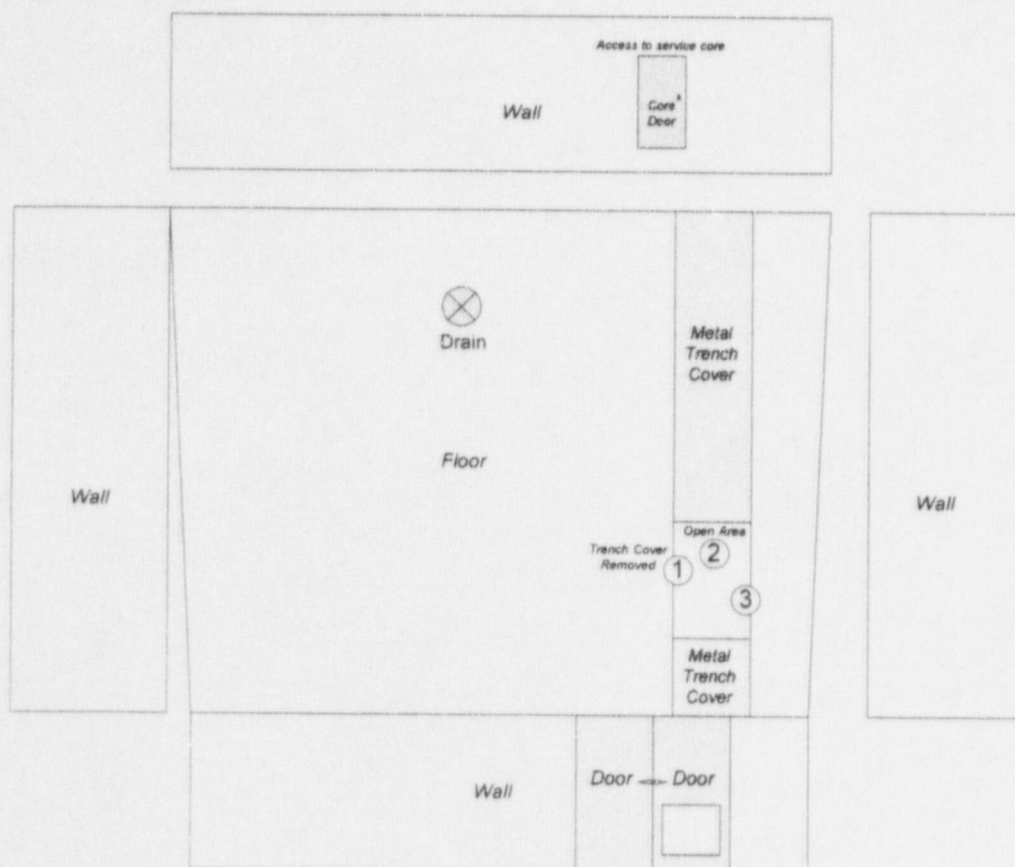 Access to service core
Wall
Core
Door
Drain
Metal
Trench
Cover
Floor
Wall
Wall
Open Area
Trench Cover
Removed
1
2
3
Metal
Trench
Cover
Door
Door
Wall